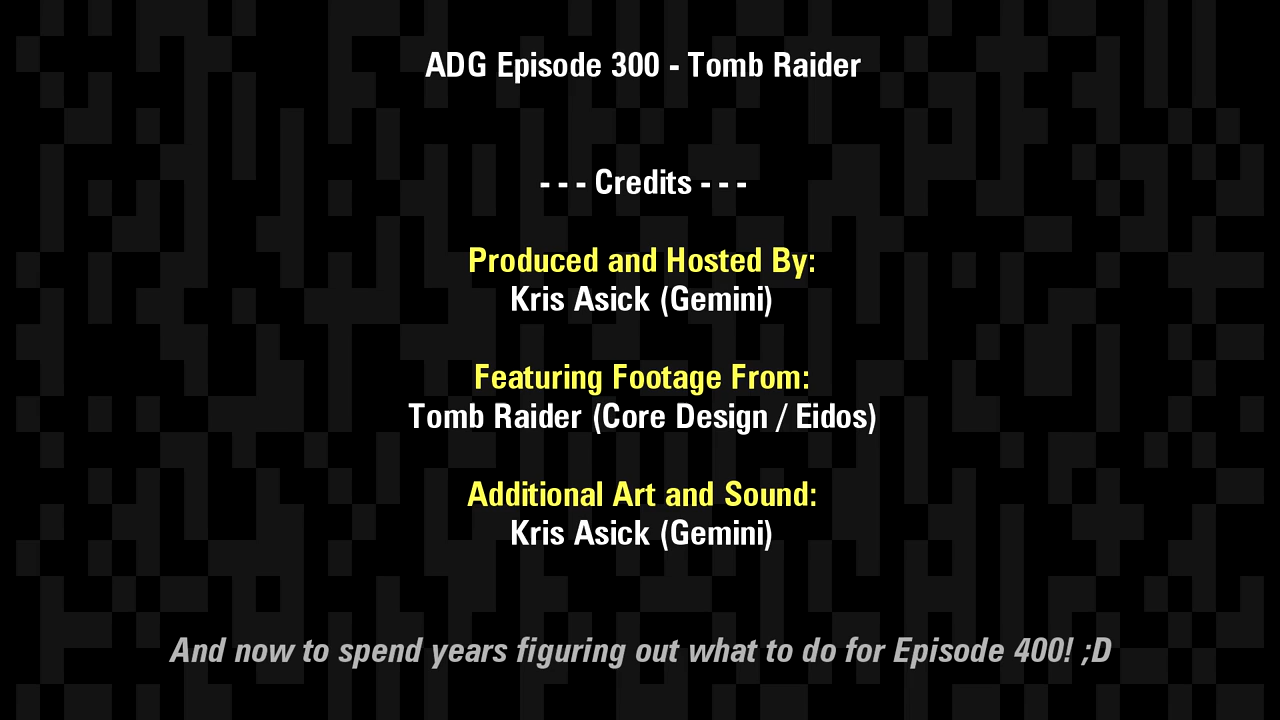 ADG Episode 300 - Tomb Raider
- - - Credits - - -
Produced and Hosted By:
Kris Asick (Gemini)
Featuring Footage From:
Tomb Raider (Core Design / Eidos)
Additional Art and Sound:
Kris Asick (Gemini)
And now to spend years figuring out what to do for Episode 400! ;D